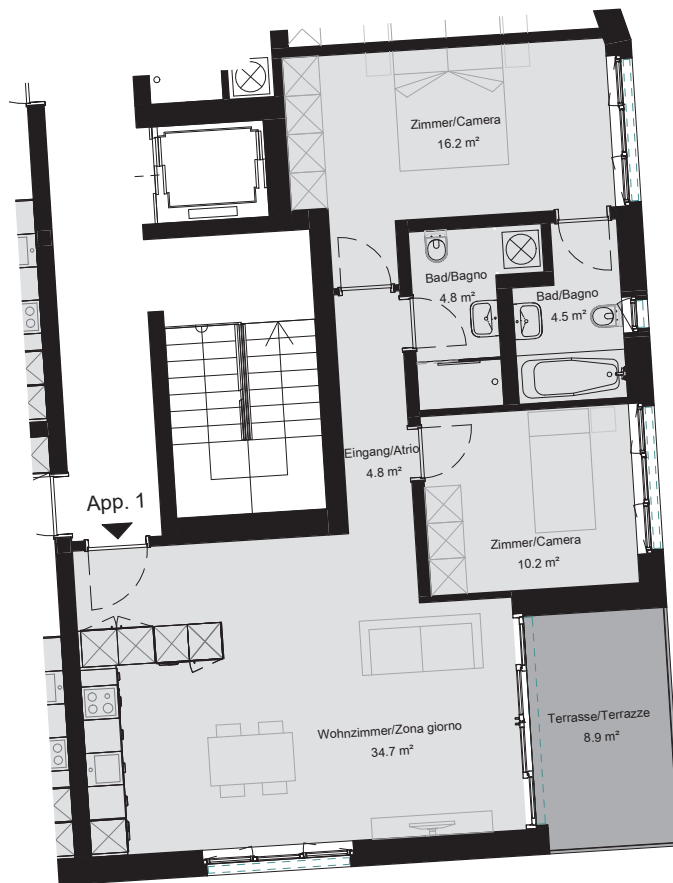 Zimmer/Camera
16.2 m²
Bad/Bagno
4.8 m²
Bad/Bagno
4.5 m²
Eingang/Atrio
4.8 m²
App. 1
Zimmer/Camera
10.2 m²
Wohnzimmer/Zona giorno
34.7 m²
Terrasse/Terrazze
8.9 m²